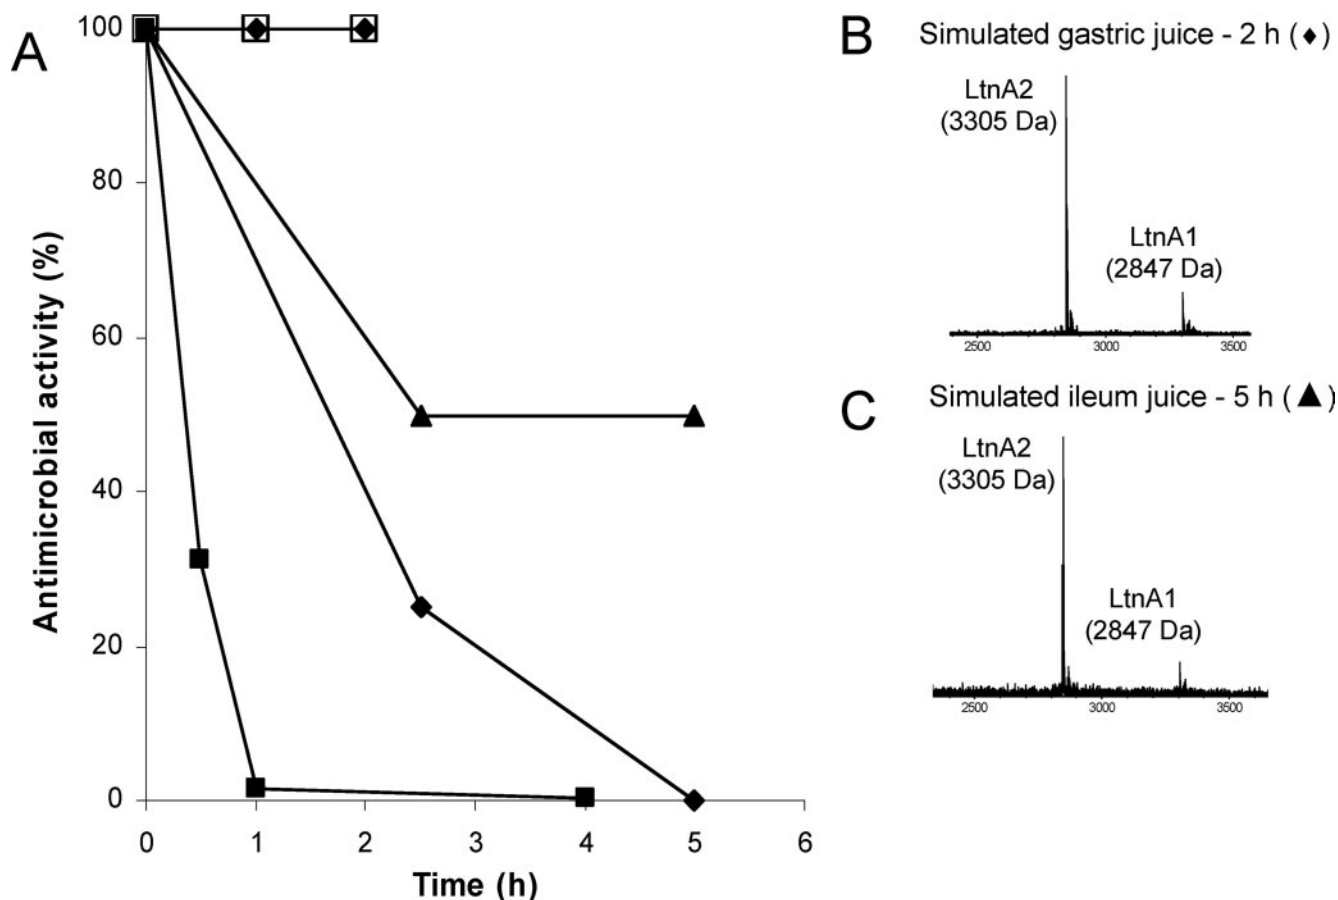 A
Antimicrobial activity (%)
100
80
60
40
20
0
0 1 2 3 4 5 6
Time (h)
B
Simulated gastric juice - 2 h (♦)
LtnA2
(3305 Da)
LtnA1
(2847 Da)
2500 3000 3500
C
Simulated ileum juice - 5 h (▲)
LtnA2
(3305 Da)
LtnA1
(2847 Da)
2500 3000 3500